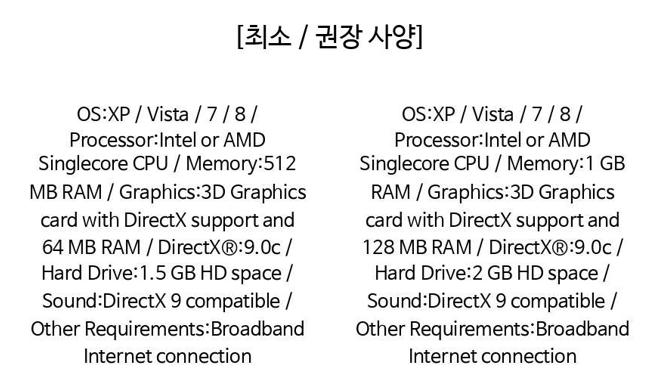 [최소 / 권장 사양]
OS:XP / Vista / 7 / 8 /
Processor:Intel or AMD
Singlecore CPU / Memory:512
MB RAM / Graphics:3D Graphics
card with DirectX support and
64 MB RAM / DirectX®:9.0c /
Hard Drive:1.5 GB HD space /
Sound:DirectX 9 compatible /
Other Requirements:Broadband
Internet connection
OS:XP / Vista / 7 / 8 /
Processor:Intel or AMD
Singlecore CPU / Memory:1 GB
RAM / Graphics:3D Graphics
card with DirectX support and
128 MB RAM / DirectX®:9.0c /
Hard Drive:2 GB HD space /
Sound:DirectX 9 compatible /
Other Requirements:Broadband
Internet connection